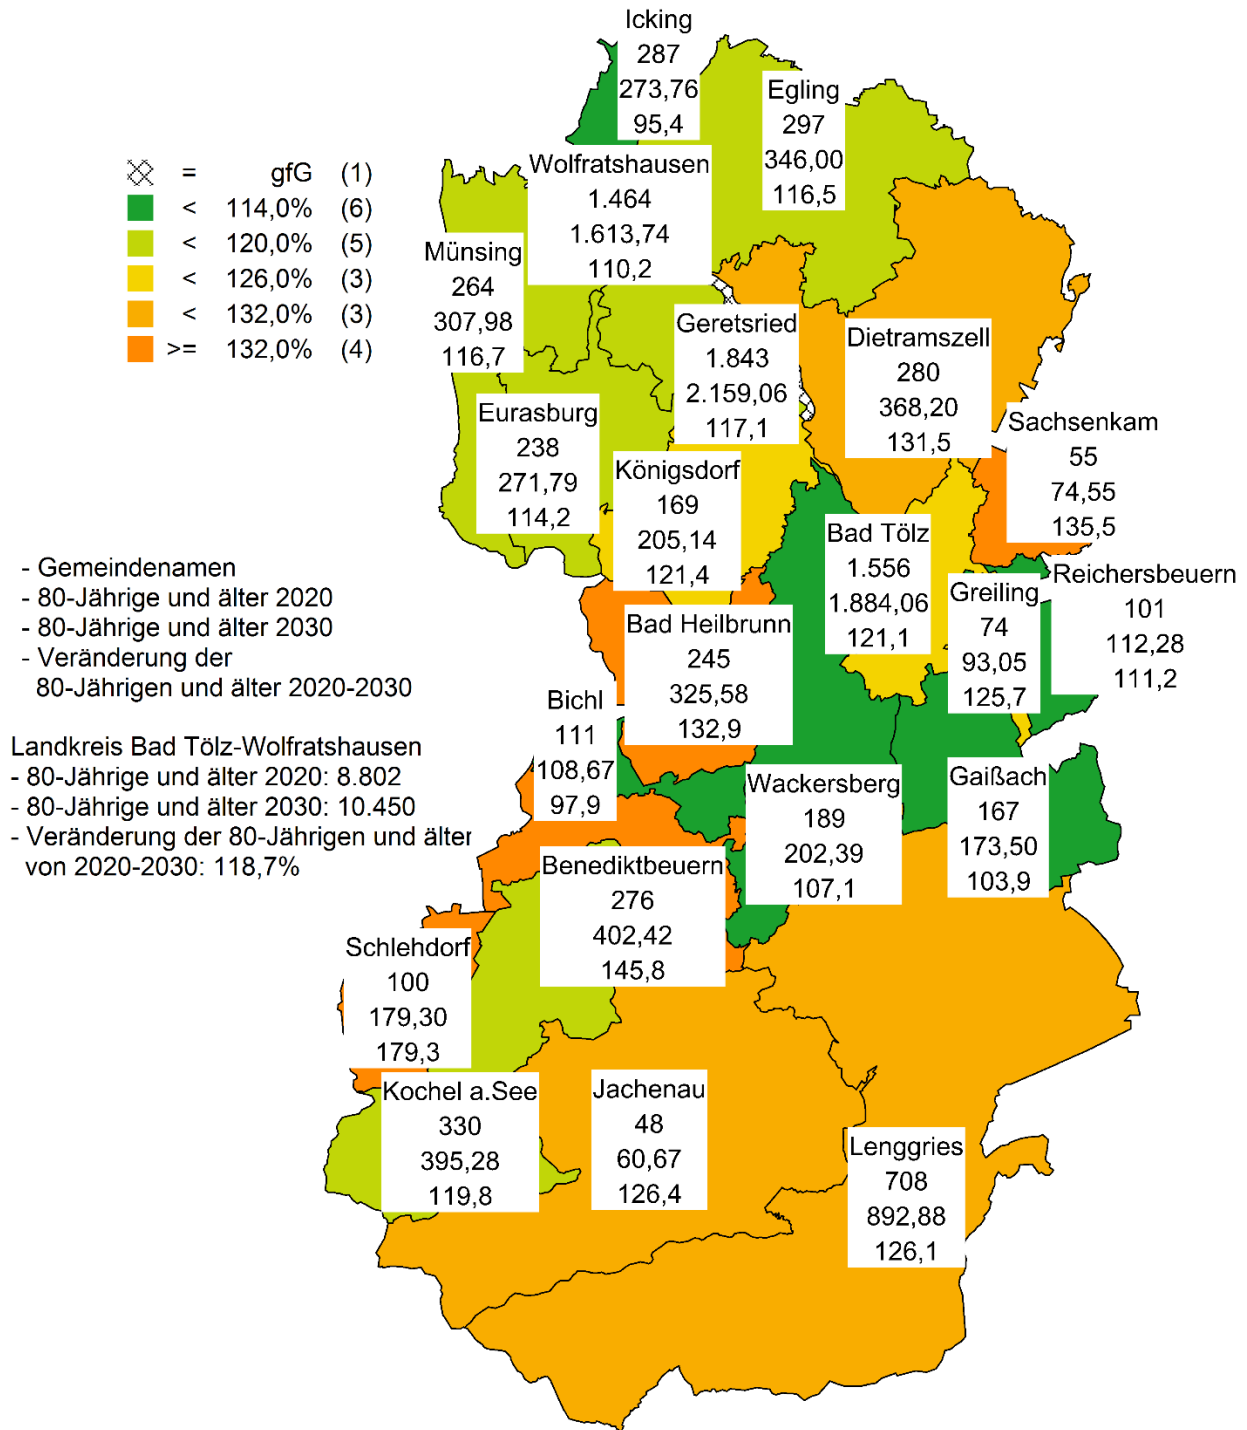 Icking
287
273,76
95,4
Egling
297
346,00
116,5
Wolfratshausen
1.464
1.613,74
110,2
= gfG (1)
< 114,0% (6)
< 120,0% (5)
< 126,0% (3)
< 132,0% (3)
>= 132,0% (4)
Münsing
264
307,98
116,7
Geretsried
1.843
2.159,06
117,1
Dietramszell
280
368,20
131,5
Eurasburg
238
271,79
114,2
Sachsenkam
55
74,55
135,5
Königsdorf
169
205,14
121,4
Bad Tölz
1.556
1.884,06
121,1
Reichersbeuern
101
112,28
111,2
Greiling
74
93,05
125,7
- Gemeindenamen
- 80-Jährige und älter 2020
- 80-Jährige und älter 2030
- Veränderung der
80-Jährigen und älter 2020-2030
Bad Heilbrunn
245
325,58
132,9
Bichl
111
108,67
97,9
Landkreis Bad Tölz-Wolfratshausen
- 80-Jährige und älter 2020: 8.802
- 80-Jährige und älter 2030: 10.450
- Veränderung der 80-Jährigen und älter
von 2020-2030: 118,7%
Wackersberg
189
202,39
107,1
Gaißach
167
173,50
103,9
Benediktbeuern
276
402,42
145,8
Schlehdorf
100
179,30
179,3
Kochel a.See
330
395,28
119,8
Jachenau
48
60,67
126,4
Lenggries
708
892,88
126,1